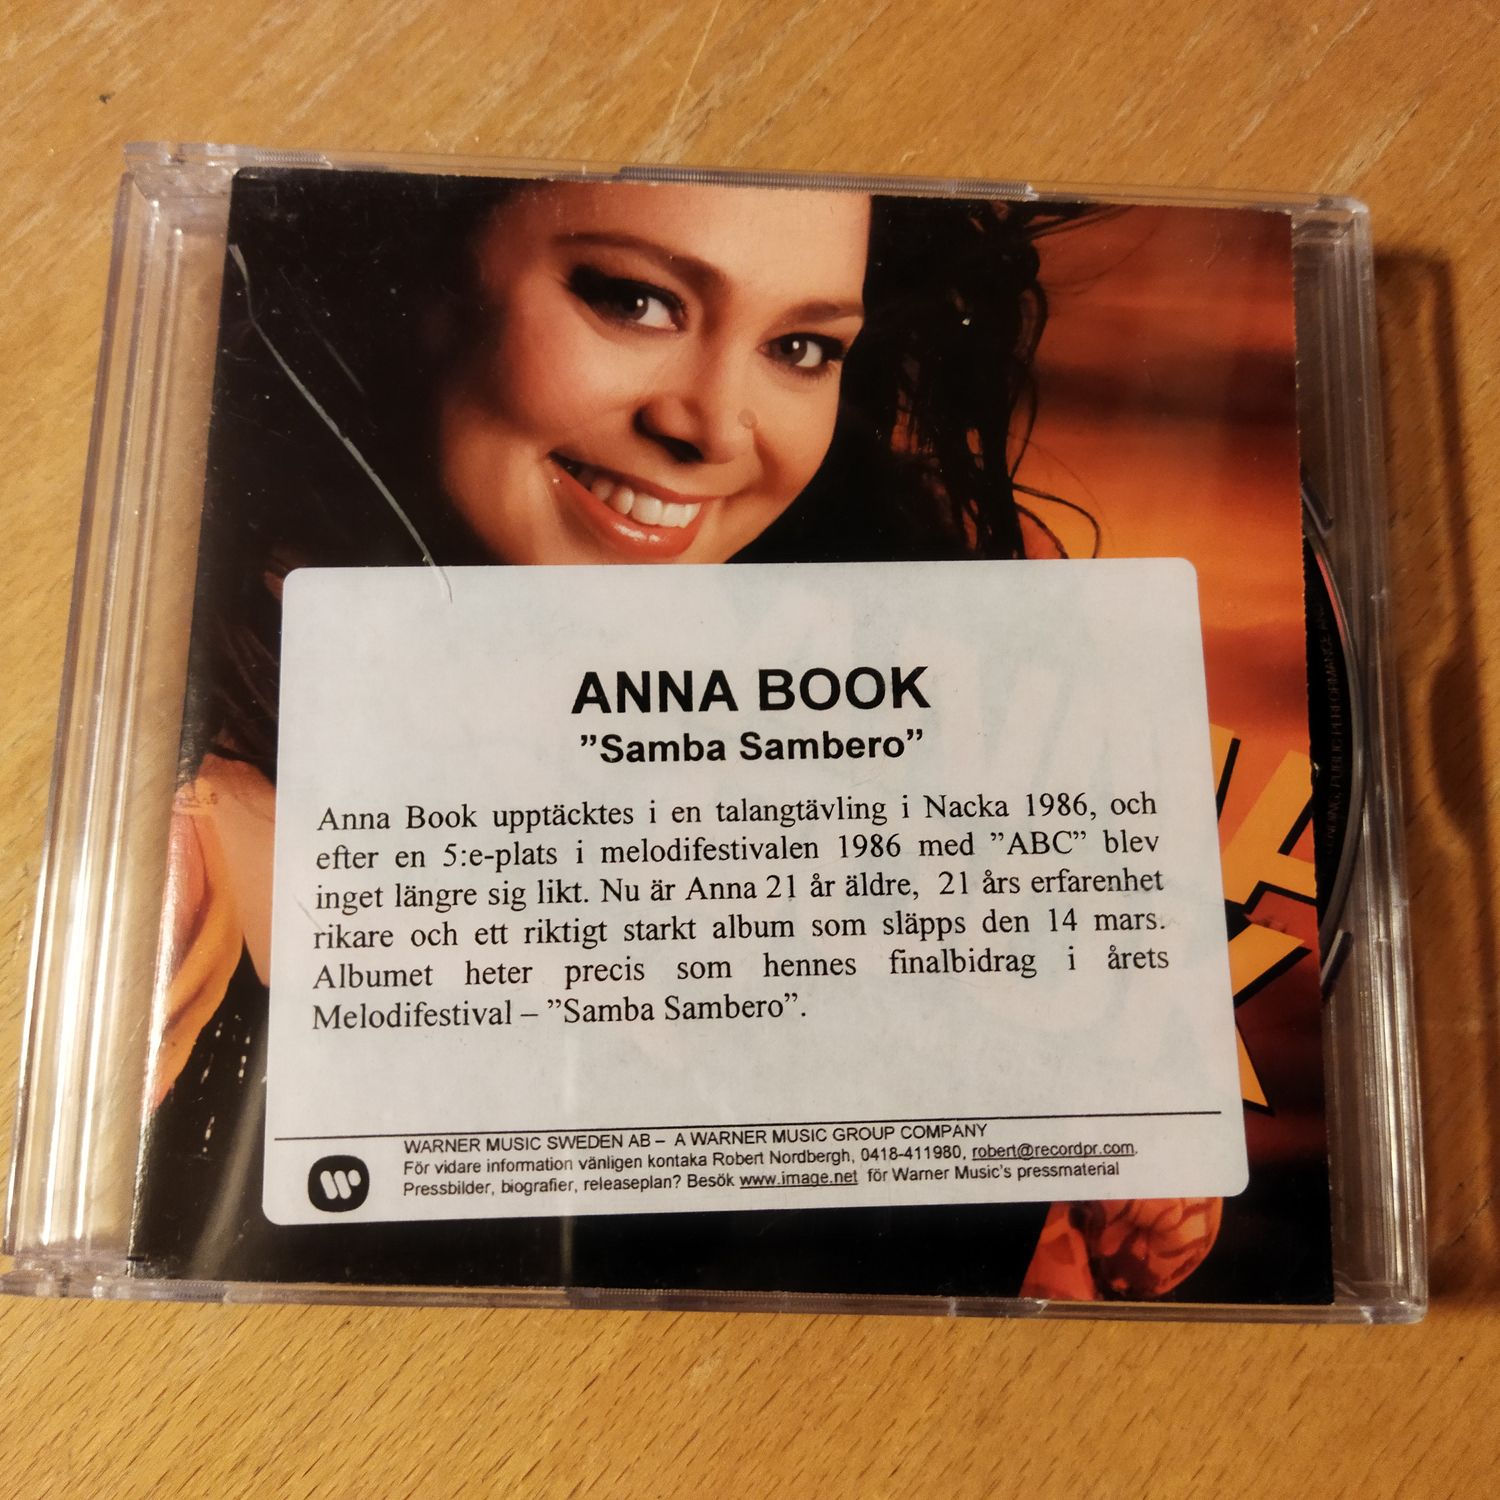 ANNA BOOK
”Samba Sambero”
Anna Book upptäcktes i en talangtävling i Nacka 1986, och
efter en 5:e-plats i melodifestivalen 1986 med ”ABC” blev
inget längre sig likt. Nu är Anna 21 år äldre, 21 års erfarenhet
rikare och ett riktigt starkt album som släpps den 14 mars.
Albumet heter precis som hennes finalbidrag i årets
Melodifestival – ”Samba Sambero”.
WARNER MUSIC SWEDEN AB – A WARNER MUSIC GROUP COMPANY
För vidare information vänligen kontaka Robert Nordbergh, 0418-411980, robert@recordpr.com.
Pressbilder, biografier, releaseplan? Besök www.image.net för Warner Music's pressmaterial
PUBLIC PERFORMANCE AND